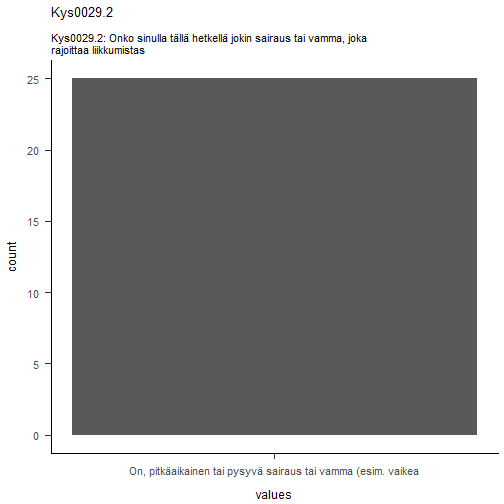 Kys0029.2
Kys0029.2: Onko sinulla tällä hetkellä jokin sairaus tai vamma, joka
rajoittaa liikkumistas
25
20
15
10
5
0
count
On, pitkäaikainen tai pysyvä sairaus tai vamma (esim. vaikea
values